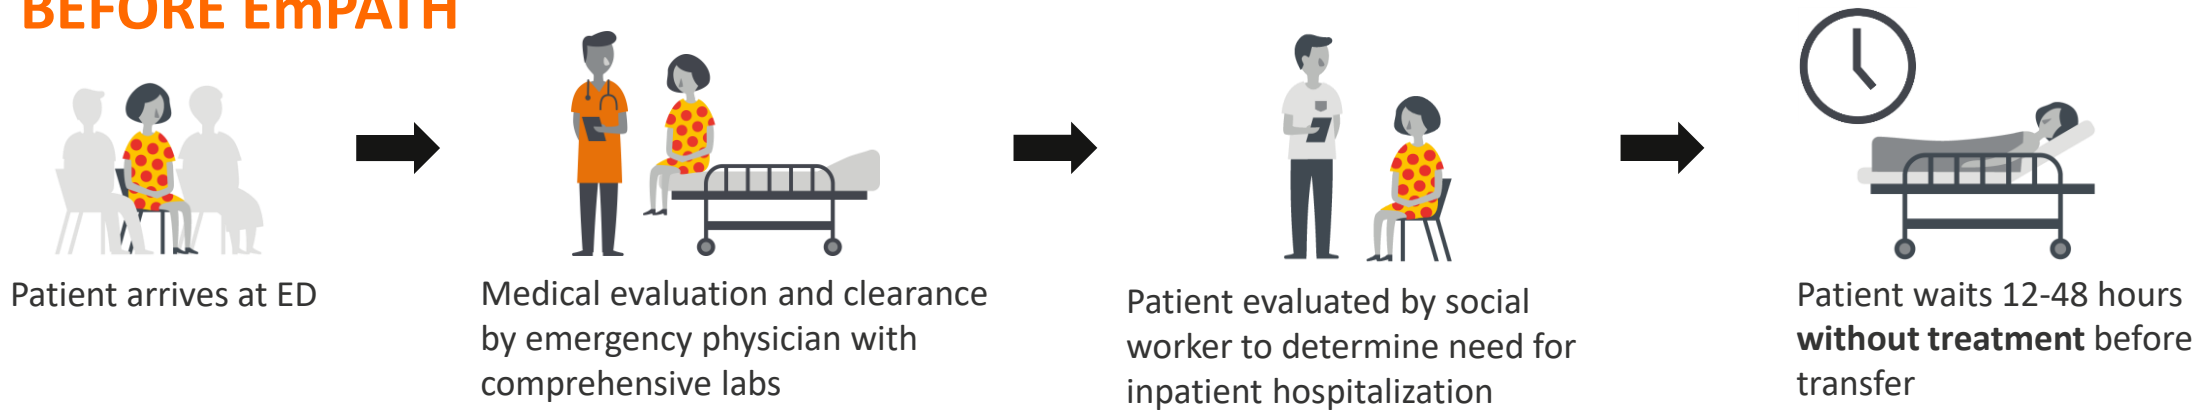 BEFORE EmPATH
Patient arrives at ED
Medical evaluation and clearance
by emergency physician with
comprehensive labs
Patient evaluated by social
worker to determine need for
inpatient hospitalization
Patient waits 12-48 hours
without treatment before
transfer